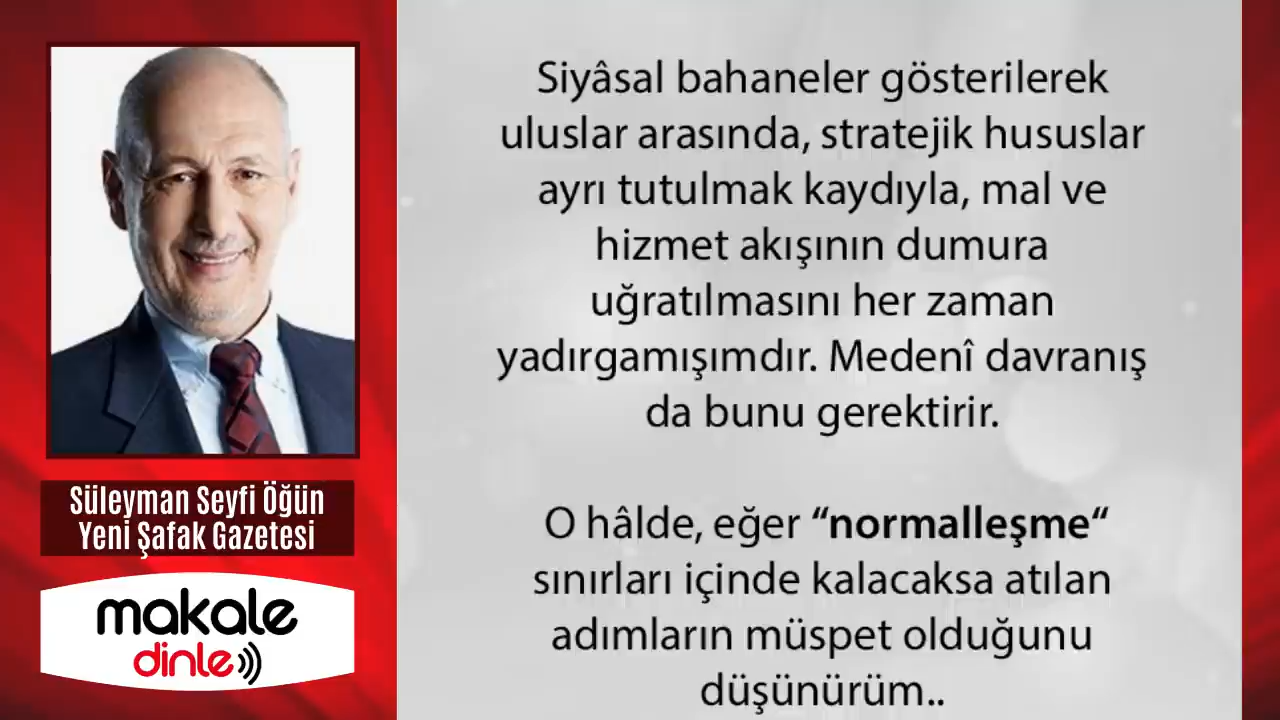 Siyâsal bahaneler gösterilerek
uluslar arasında, stratejik hususlar
ayrı tutulmak kaydıyla, mal ve
hizmet akışının dumura
uğratılmasını her zaman
yadırgamışımdır. Medenî davranış
da bunu gerektirir.
O hâlde, eğer “normalleşme“
sınırları içinde kalacaksa atılan
adımların müspet olduğunu
düşünürüm..
Süleyman Seyfi Öğün
Yeni Şafak Gazetesi
makale
dinle